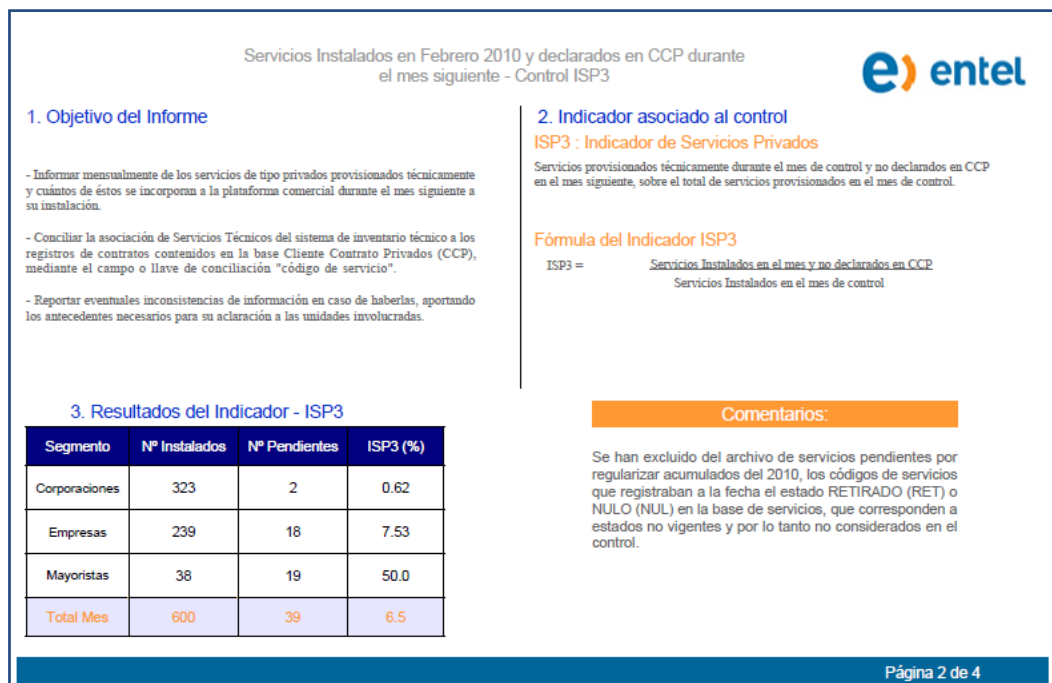 Servicios Instalados en Febrero 2010 y declarados en CCP durante
el mes siguiente - Control ISP3
e) entel
1. Objetivo del Informe
- Informar mensualmente de los servicios de tipo privados provisionados técnicamente
y cuántos de éstos se incorporan a la plataforma comercial durante el mes siguiente a
su instalación.
- Conciliar la asociación de Servicios Técnicos del sistema de inventario técnico a los
registros de contratos contenidos en la base Cliente Contrato Privados (CCP),
mediante el campo o llave de conciliación "código de servicio".
- Reportar eventuales inconsistencias de información en caso de haberlas, aportando
los antecedentes necesarios para su aclaración a las unidades involucradas.
2. Indicador asociado al control
ISP3 : Indicador de Servicios Privados
Servicios provisionados técnicamente durante el mes de control y no declarados en CCP
en el mes siguiente, sobre el total de servicios provisionados en el mes de control.
Fórmula del Indicador ISP3
ISP3 = Servicios Instalados en el mes y no declarados en CCP
Servicios Instalados en el mes de control
3. Resultados del Indicador - ISP3
Segmento Nº Instalados Nº Pendientes ISP3 (%)
Corporaciones 323 2 0.62
Empresas 239 18 7.53
Mayoristas 38 19 50.0
Total Mes 600 39 6.5
Comentarios:
Se han excluido del archivo de servicios pendientes por
regularizar acumulados del 2010, los códigos de servicios
que registraban a la fecha el estado RETIRADO (RET) o
NULO (NUL) en la base de servicios, que corresponden a
estados no vigentes y por lo tanto no considerados en el
control.
Página 2 de 4